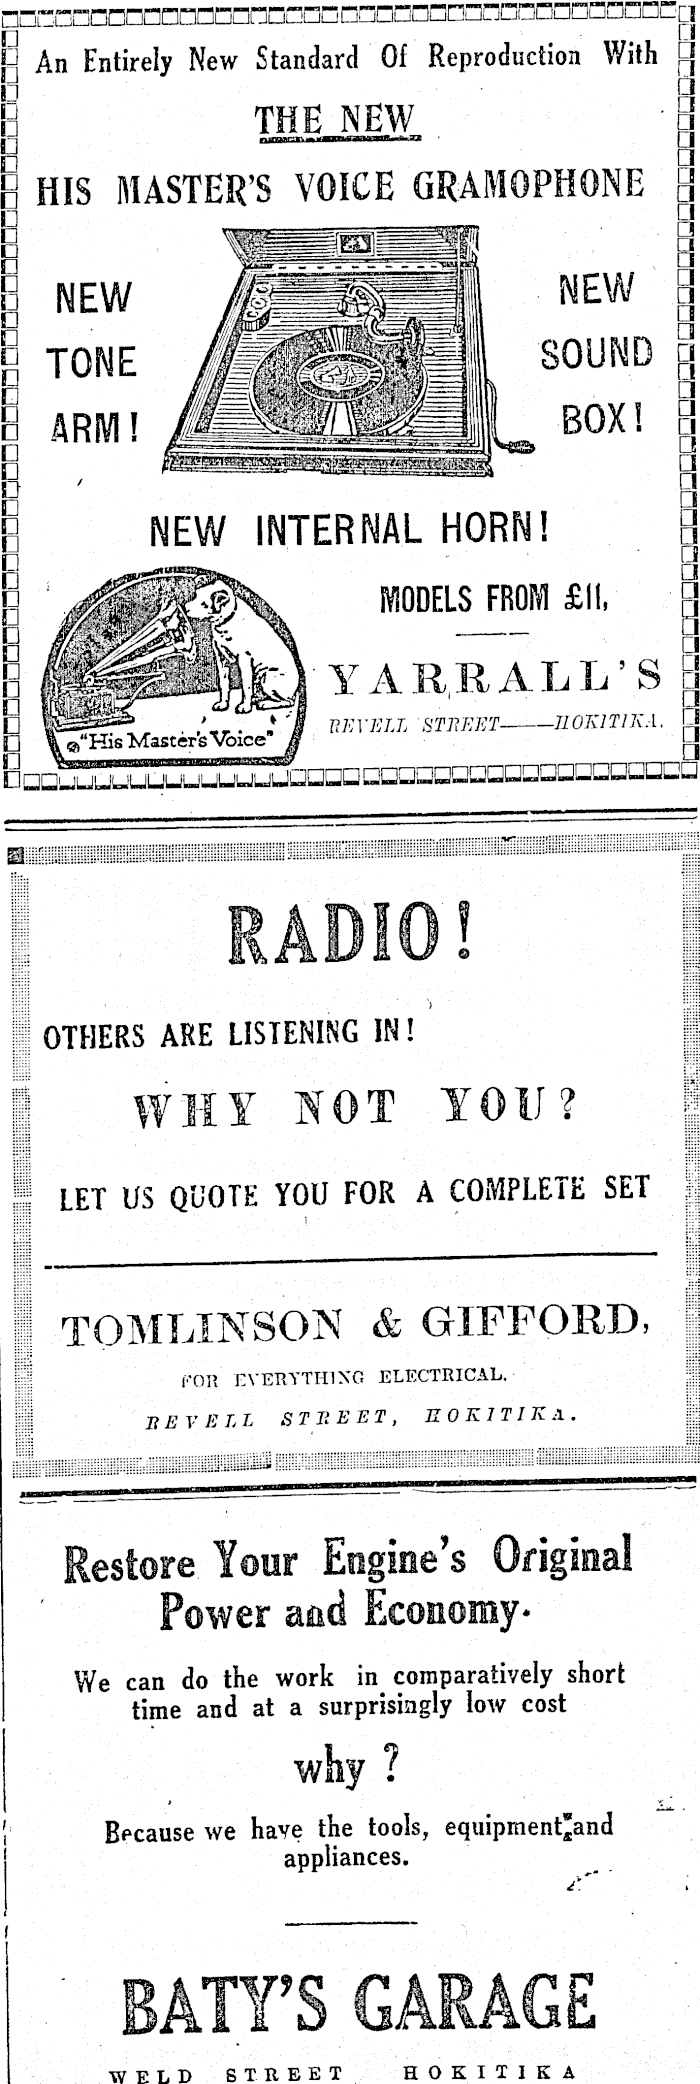 An Entirely New Standard Of Reproduction With
THE NEW
HIS MASTER'S VOICE GRAMOPHONE
NEW
TONE
ARM!
NEW
SOUND
BOX!
NEW INTERNAL HORN!
MODELS FROM £11,
YARRALL'S
REVELL STREET——HOKITIKA.
"His Master's Voice"
RADIO!
OTHERS ARE LISTENING IN!
WHY NOT YOU?
LET US QUOTE YOU FOR A COMPLETE SET
TOMLINSON & GIFFORD,
FOR EVERYTHING ELECTRICAL.
REVELL STREET, HOKITIKA.
Restore Your Engine's Original
Power and Economy.
We can do the work in comparatively short
time and at a surprisingly low cost
why ?
Because we have the tools, equipment and
appliances.
BATY'S GARAGE
WELD STREET HOKITIKA